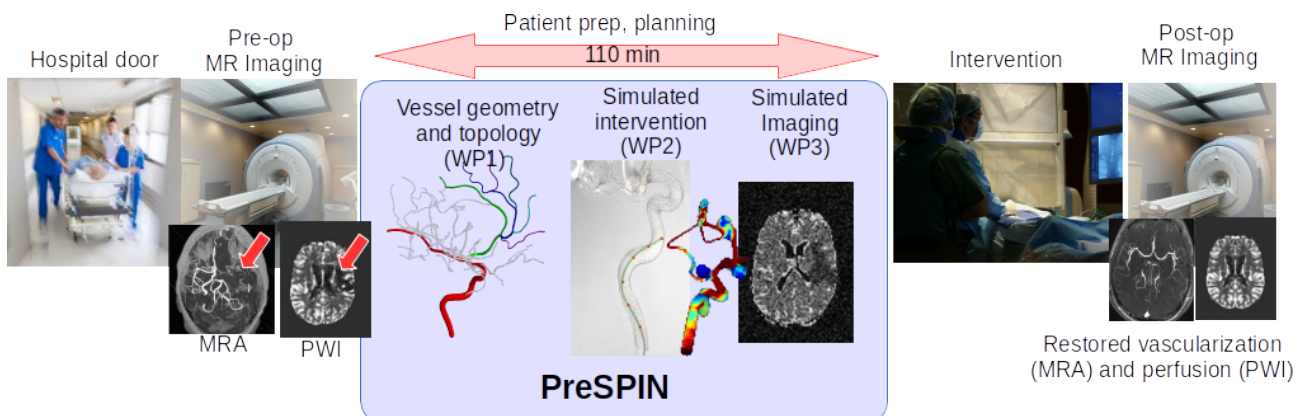 Patient prep, planning
110 min
Hospital door
Pre-op
MR Imaging
MRA
PWI
Vessel geometry
and topology
(WP1)
Simulated
intervention
(WP2)
Simulated
Imaging
(WP3)
PreSPIN
Intervention
Post-op
MR Imaging
Restored vascularization
(MRA) and perfusion (PWI)